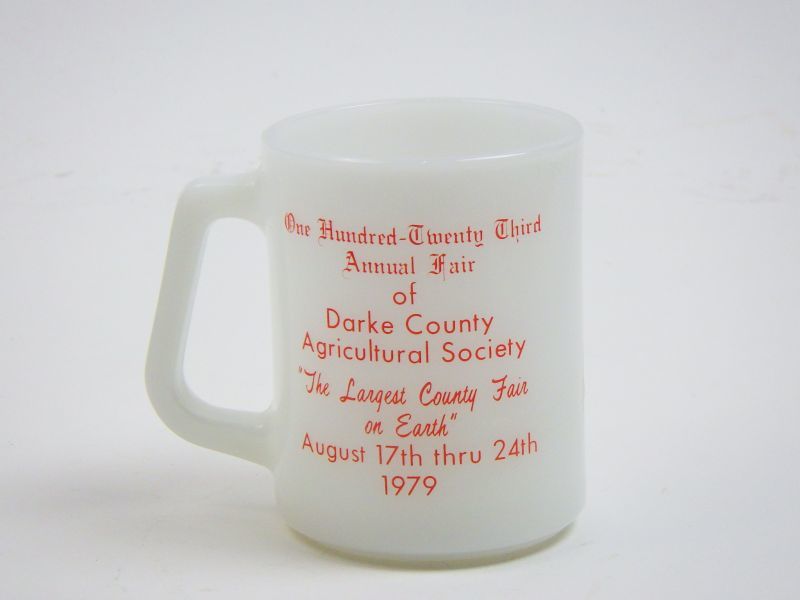 One Hundred-Twenty Third
Annual Fair
of
Darke County
Agricultural Society
"The Largest County Fair
on Earth"
August 17th thru 24th
1979